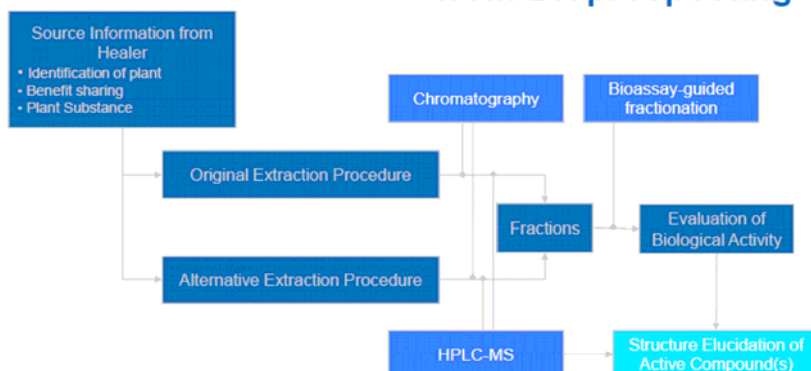 Source Information from
Healer
• Identification of plant
• Benefit sharing
• Plant Substance
Chromatography
Bioassay-guided
fractionation
Original Extraction Procedure
Fractions
Evaluation of
Biological Activity
Alternative Extraction Procedure
HPLC-MS
Structure Elucidation of
Active Compound(s)